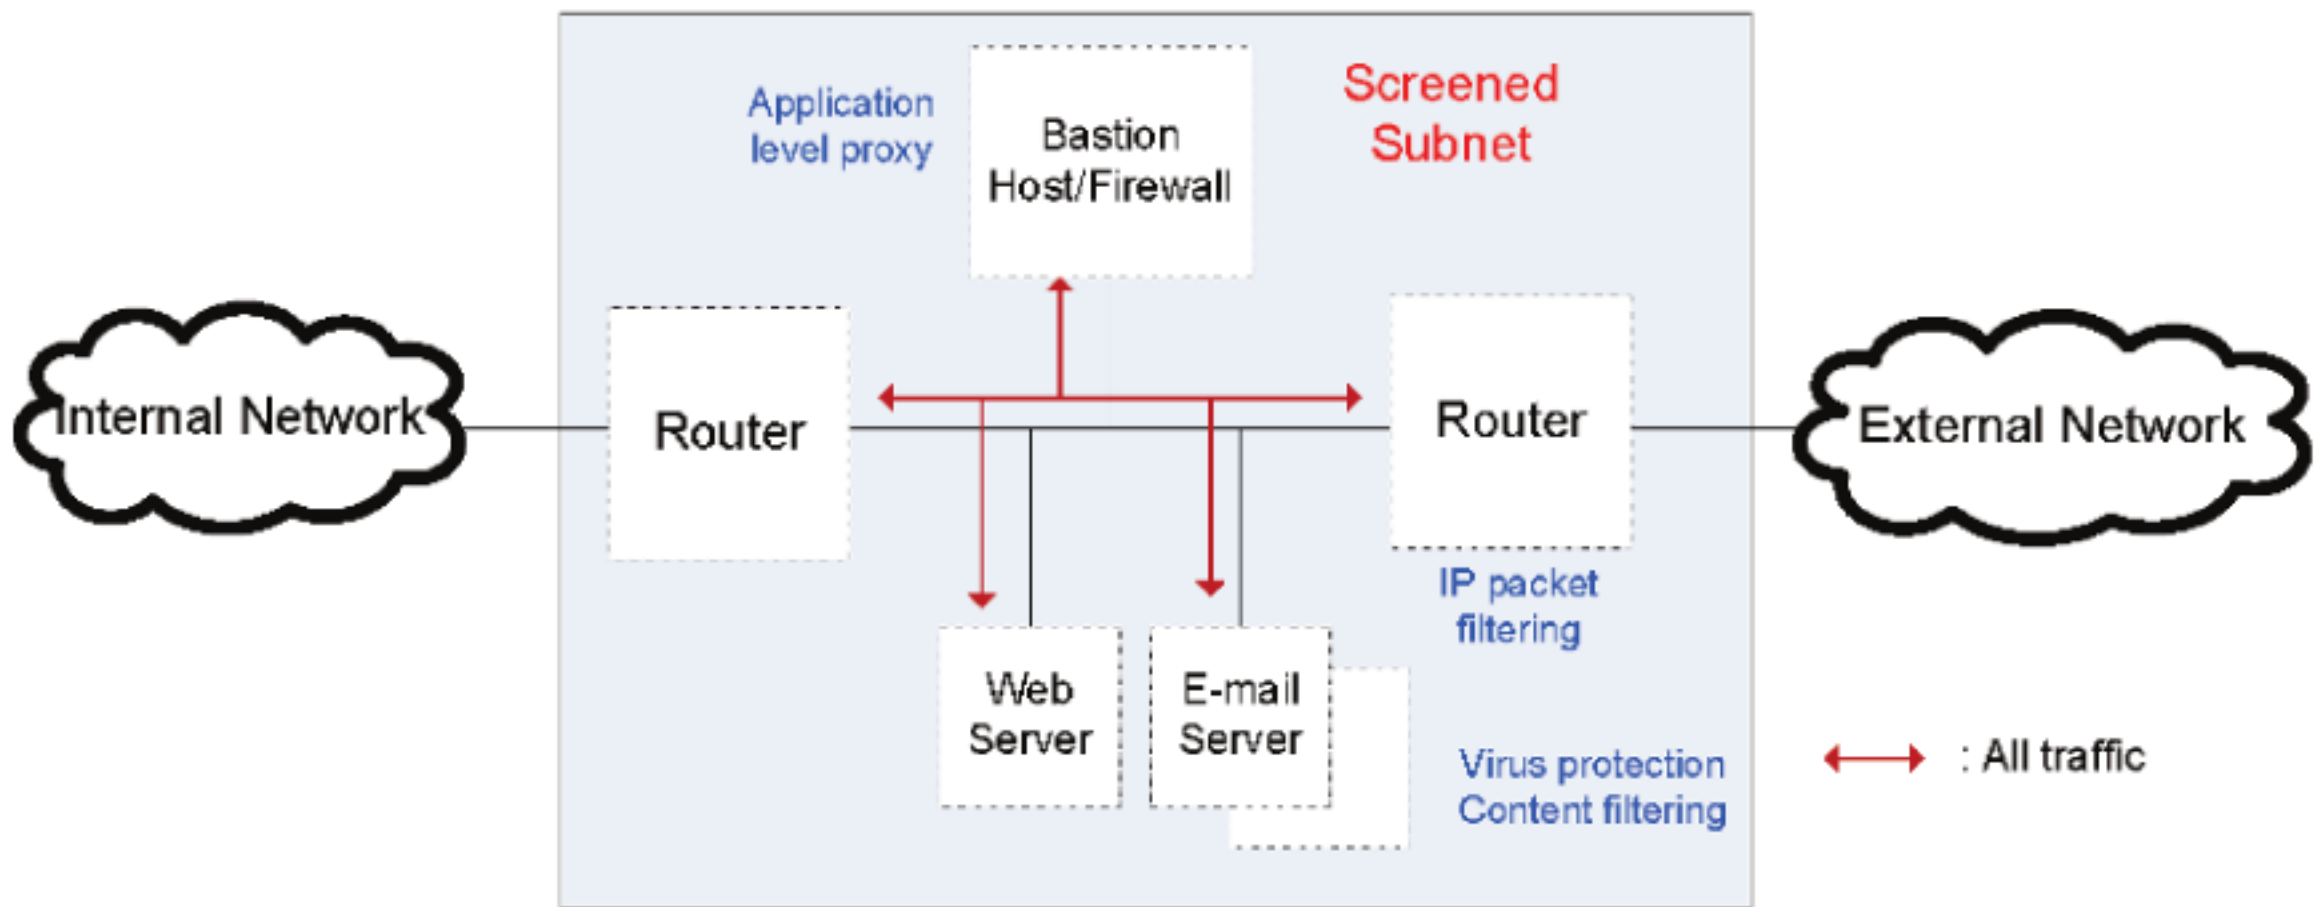 Application
level proxy
Bastion
Host/Firewall
Screened
Subnet
Internal Network
Router
Router
External Network
IP packet
filtering
Web
Server
E-mail
Server
Virus protection
Content filtering
: All traffic